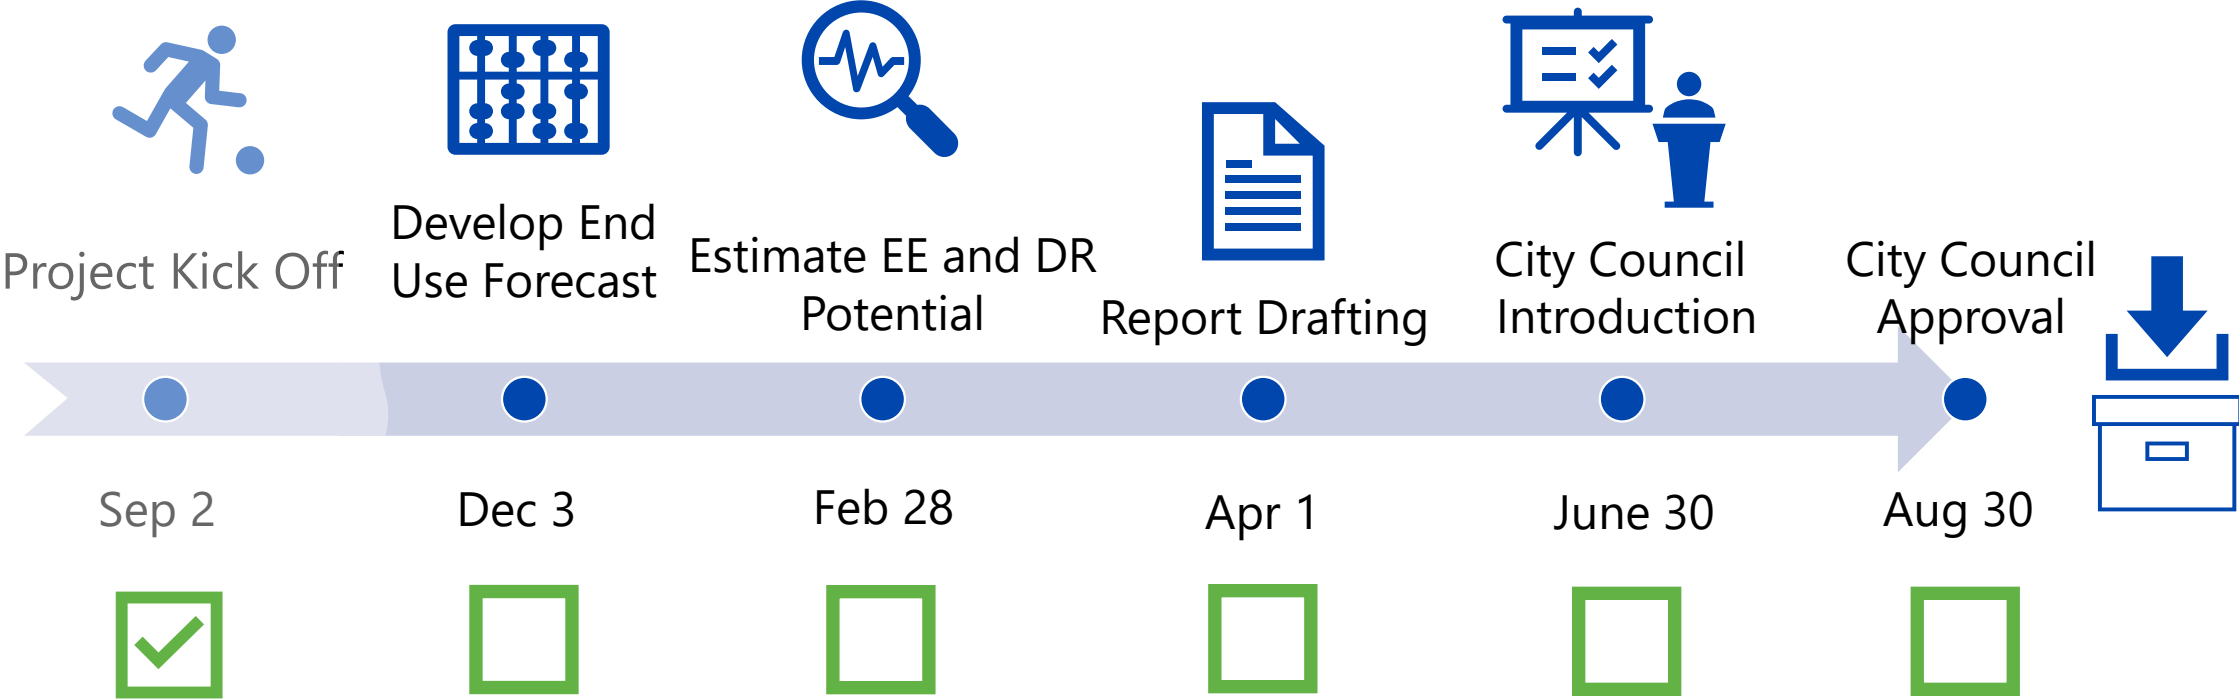 Project Kick Off
Develop End
Use Forecast
Estimate EE and DR
Potential
Report Drafting
City Council
Introduction
City Council
Approval
Sep 2
Dec 3
Feb 28
Apr 1
June 30
Aug 30